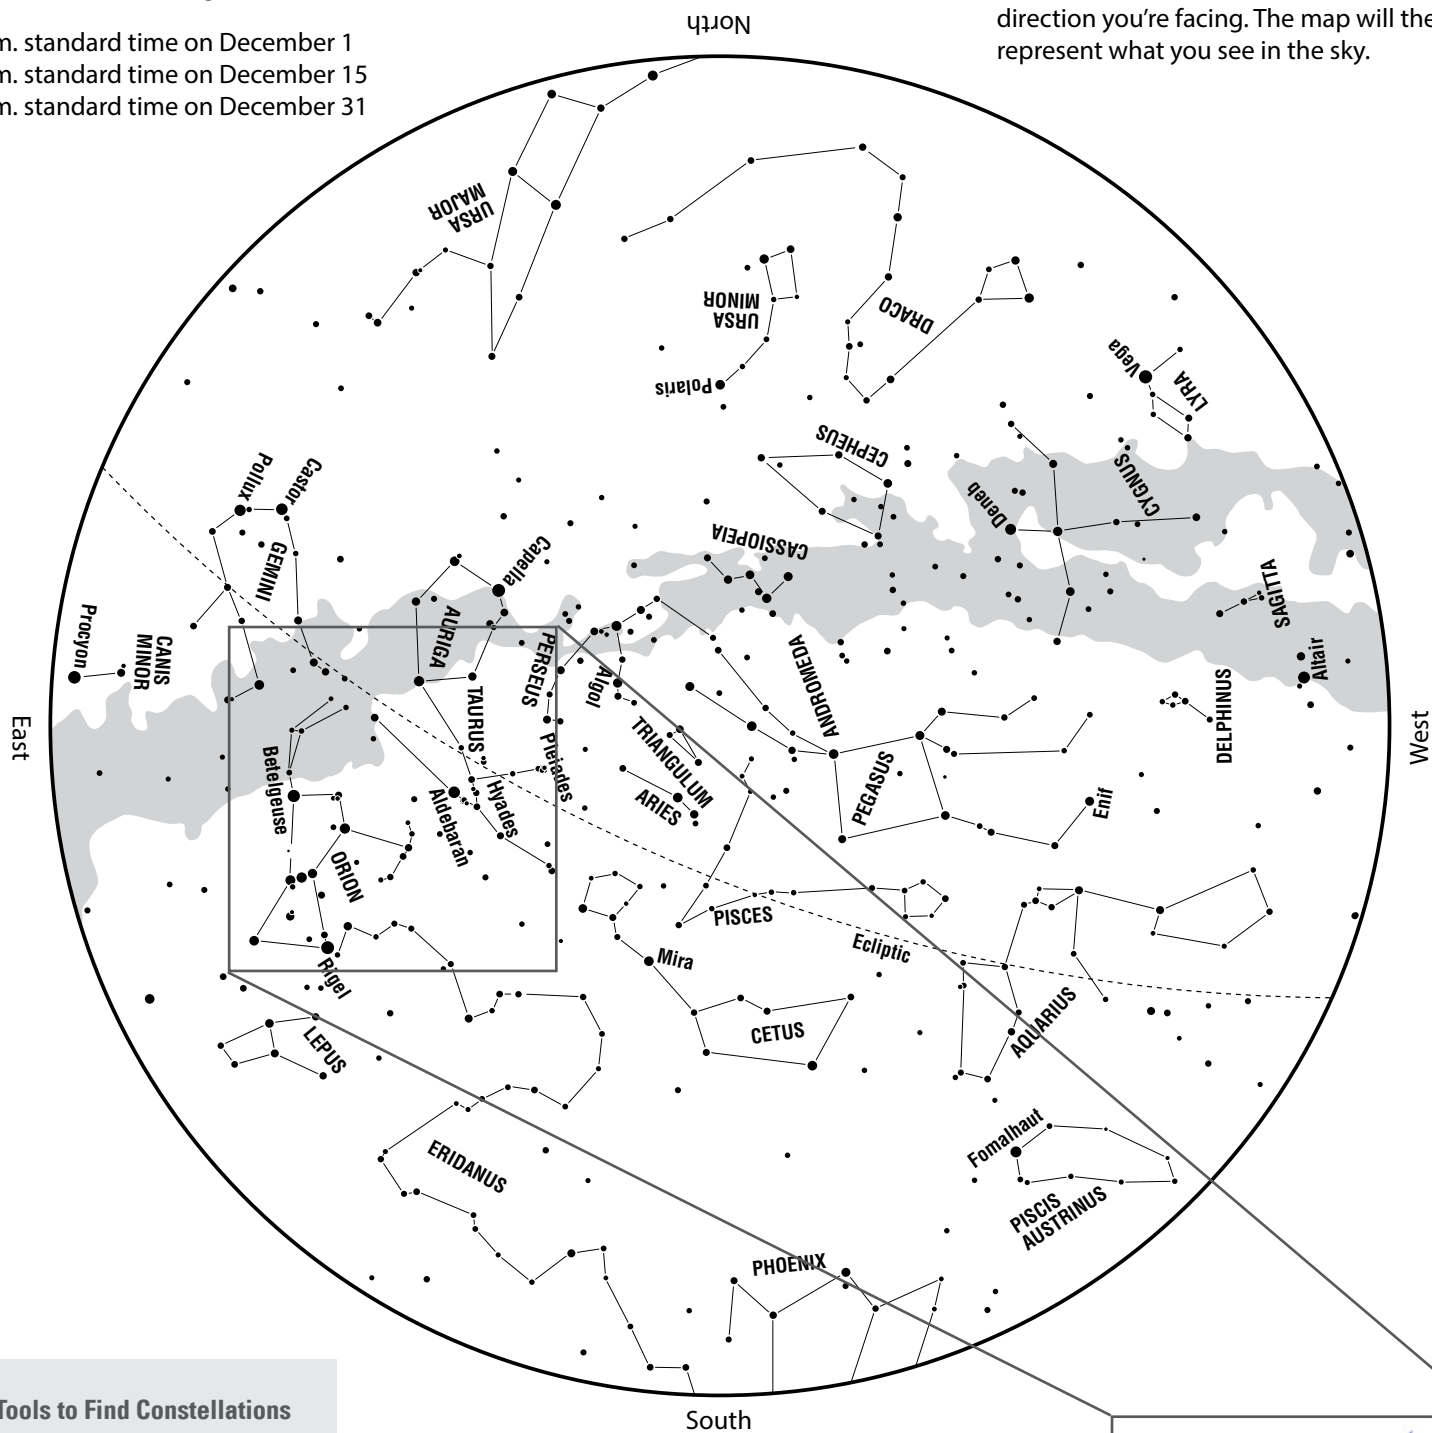 North
direction you're facing. The map will the
represent what you see in the sky.
m. standard time on December 1
m. standard time on December 15
m. standard time on December 31
URSA
MAJOR
URSA
MINOR
DRACO
Polaris
Vega
LYRA
CEPHEUS
CYGNUS
Deneb
CASSIOPEIA
Pollux
Castor
GEMINI
Capella
AURIGA
SAGITTA
Procyon
CANIS
MINOR
PERSEUS
Algol
ANDROMEDA
Altair
DELPHINUS
East
West
TAURUS
Pleiades
TRIANGULUM
ARIES
PEGASUS
Enif
Betelgeuse
Aldebaran
Hyades
ORION
PISCES
Ecliptic
Mira
Rigel
LEPUS
CETUS
AQUARIUS
ERIDANUS
Fomalhaut
PISCIS
AUSTRINUS
PHOENIX
South
Tools to Find Constellations